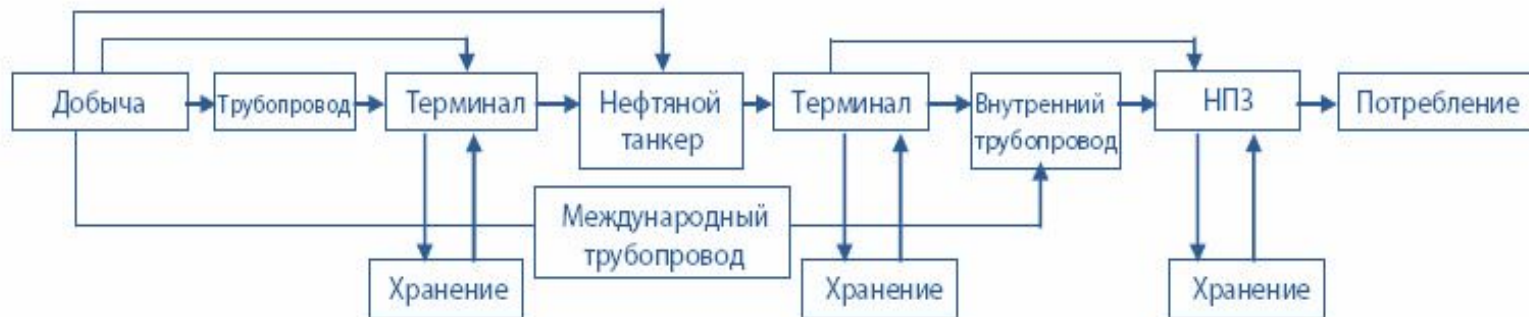 Добыча
Трубопровод
Терминал
Нефтяной
танкер
Терминал
Внутренний
трубопровод
НПЗ
Потребление
Международный
трубопровод
Хранение
Хранение
Хранение